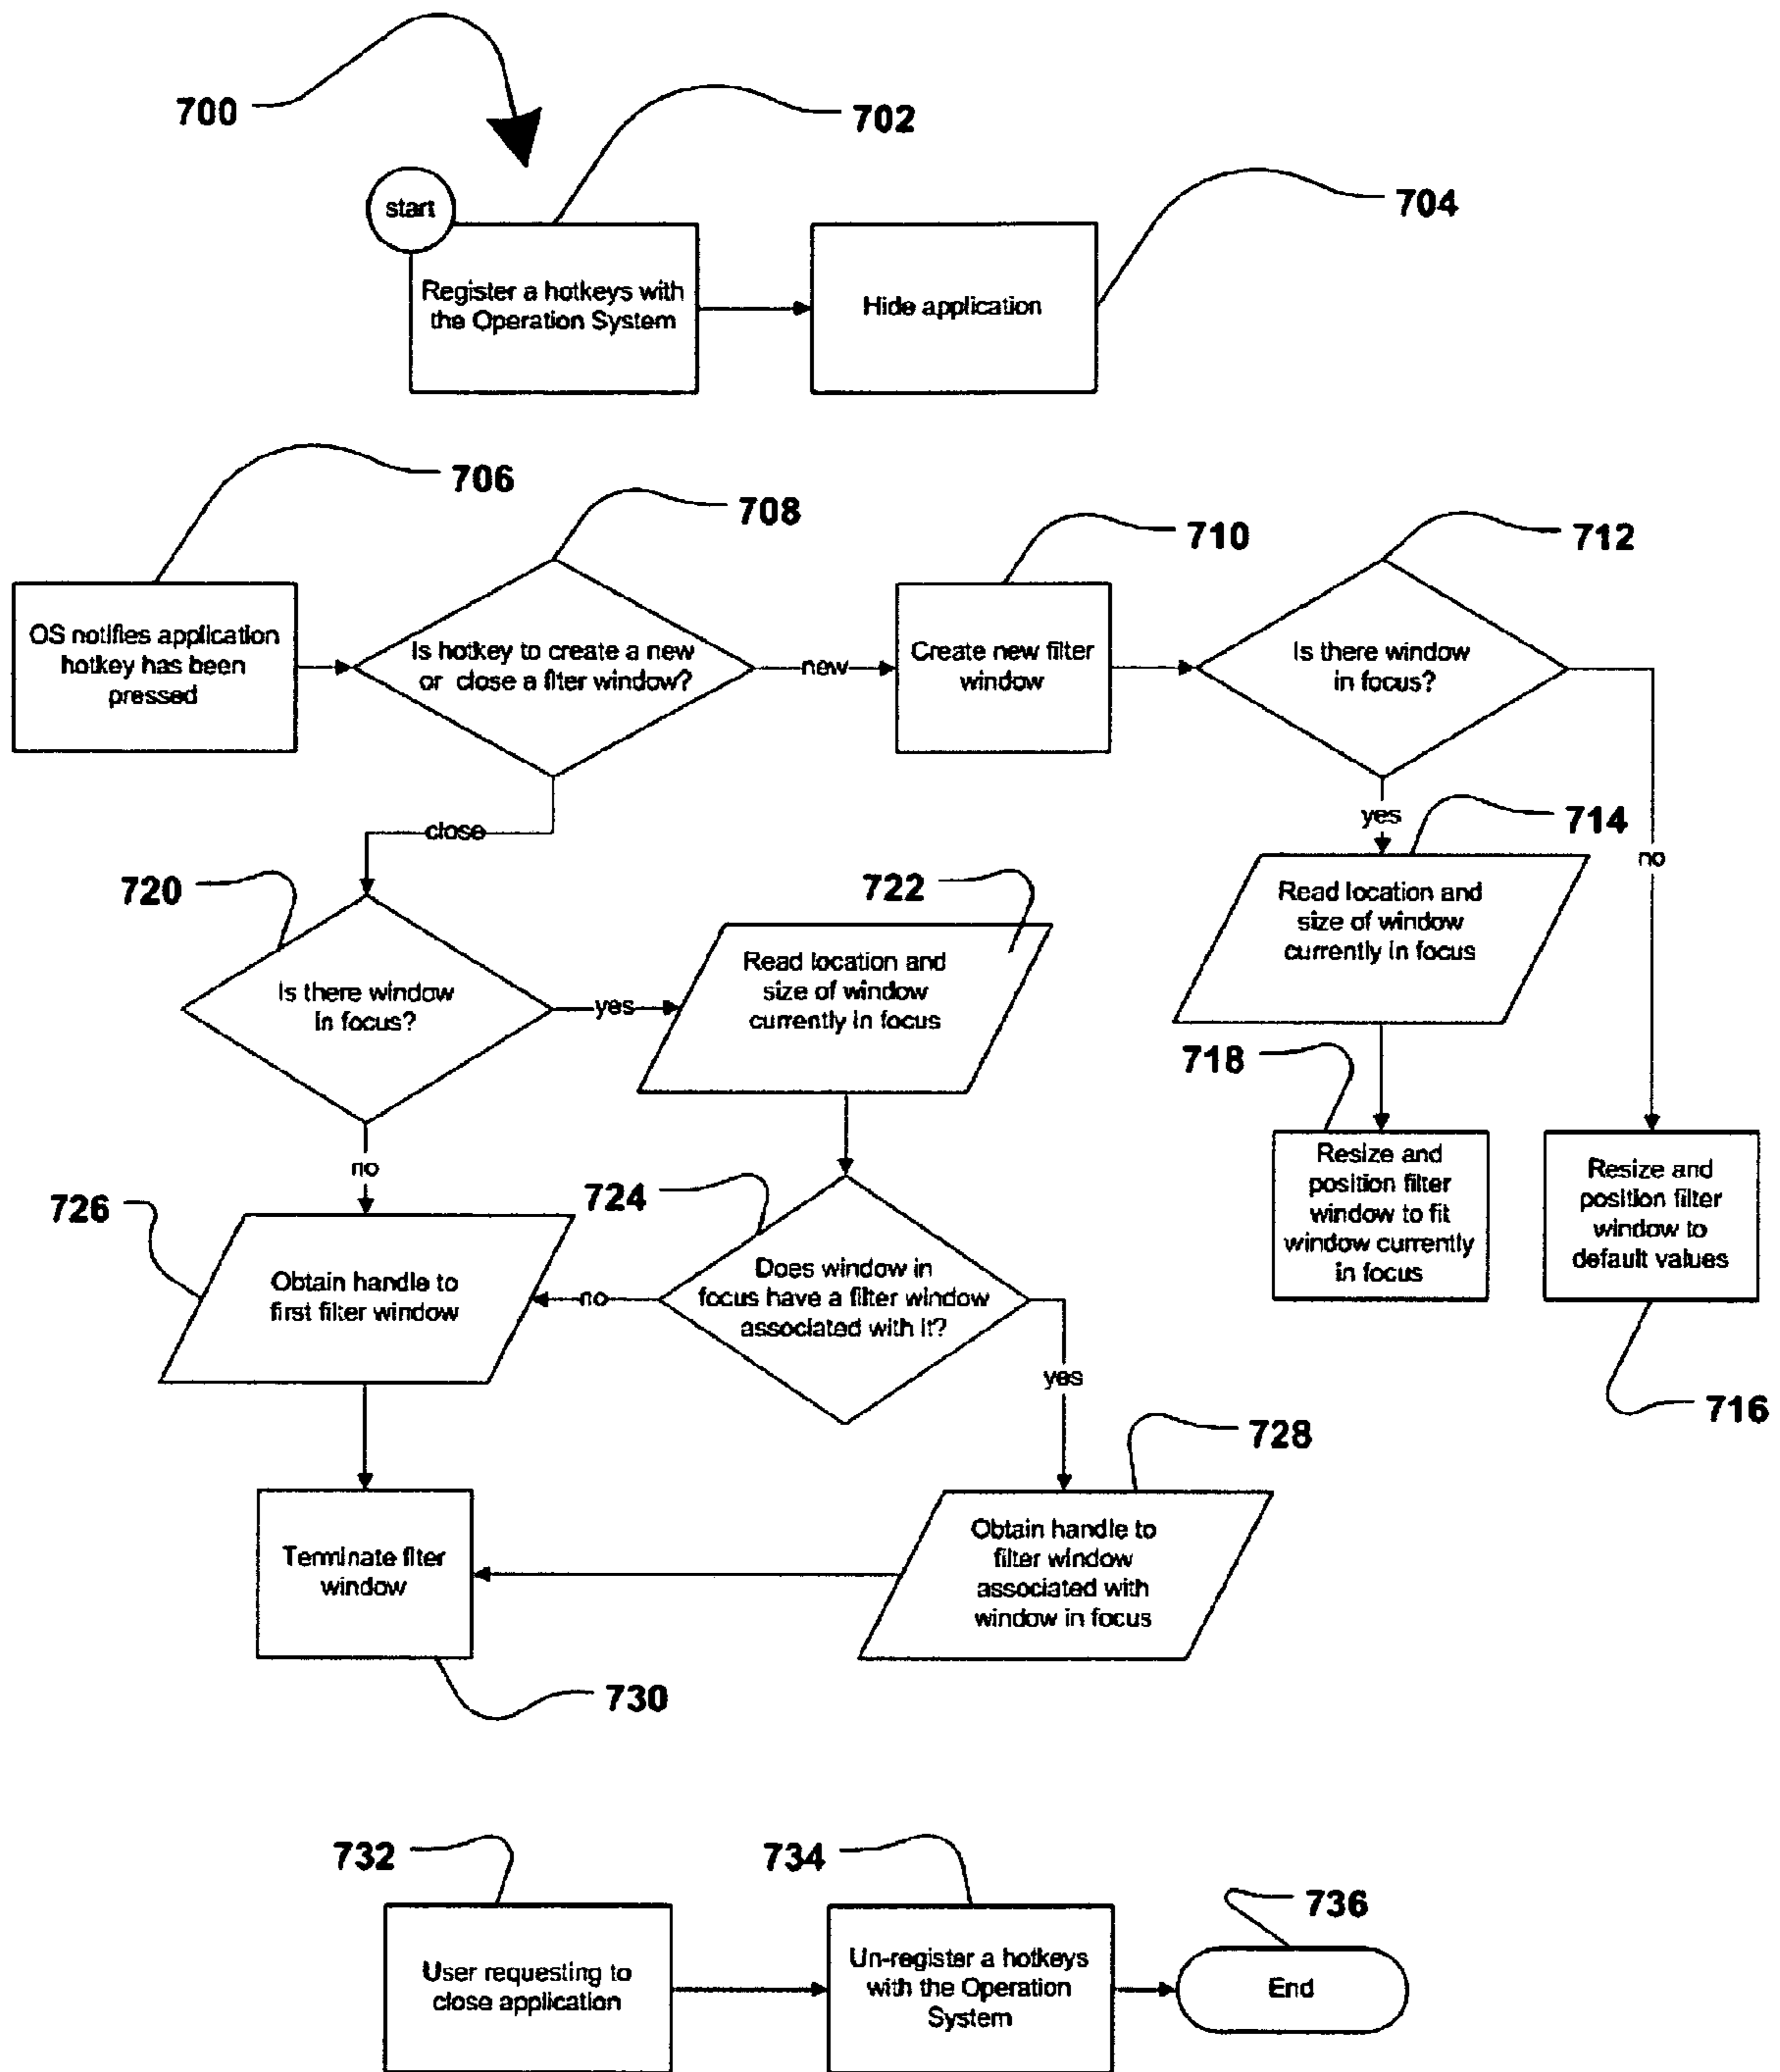 700
702
704
start
Register a hotkeys with
the Operation System
Hide application
706
708
710
712
OS notifies application
hotkey has been
pressed
Is hotkey to create a new
or close a filter window?
new
Create new filter
window
Is there window
in focus?
close
yes
714
no
720
722
Read location and
size of window
currently in focus
Is there window
in focus?
yes
Read location and
size of window
currently in focus
718
no
726
724
Resize and
position filter
window to fit
window currently
in focus
Resize and
position filter
window to
default values
Obtain handle to
first filter window
no
Does window in
focus have a filter window
associated with it?
yes
716
728
Terminate filter
window
Obtain handle to
filter window
associated with
window in focus
730
732
734
736
User requesting to
close application
Un-register a hotkeys
with the Operation
System
End